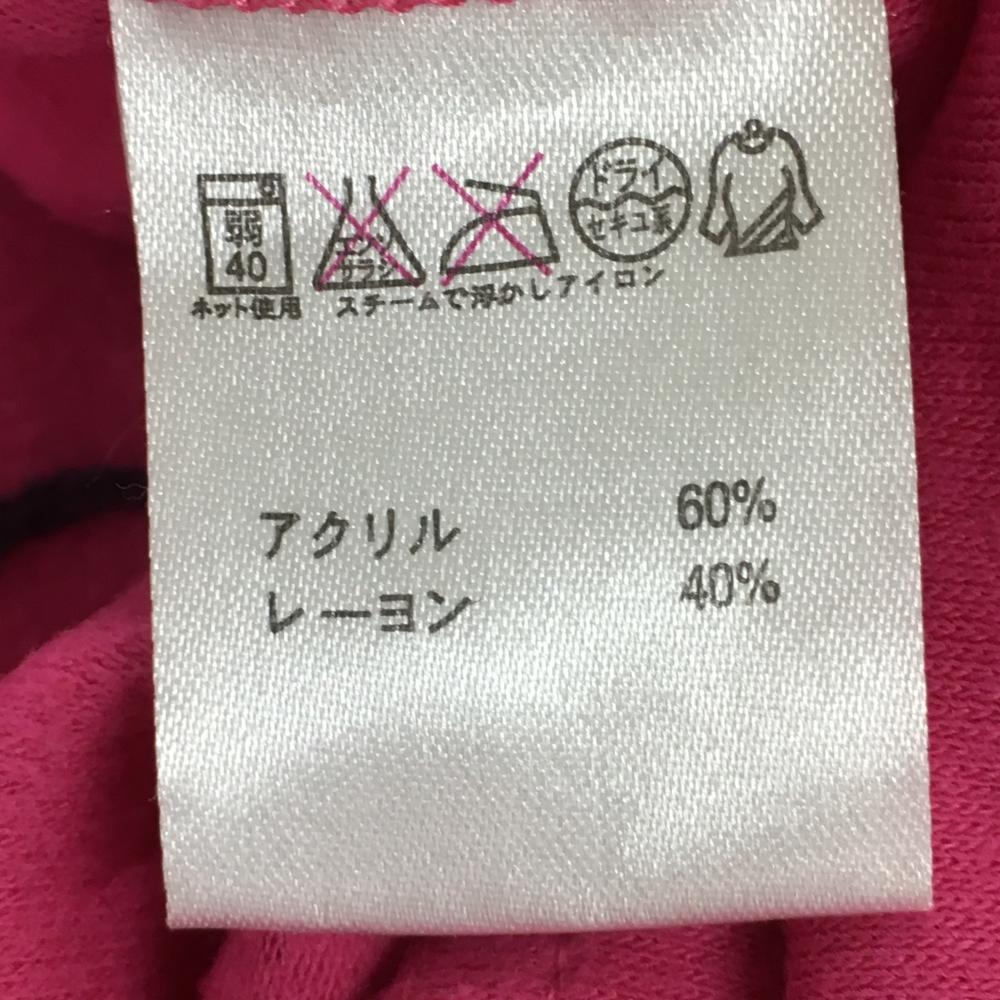 弱
40
ネット使用
エンソ
サラシ
スチームで浮かしアイロン
ドライ
セキユ系
アクリル 60%
レーヨン 40%